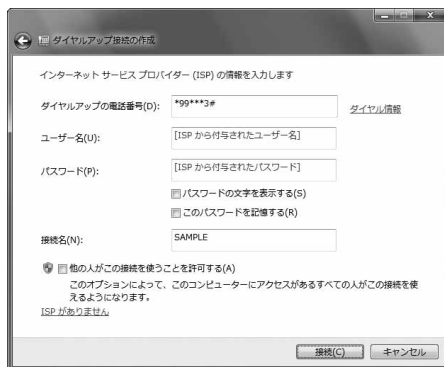 ダイヤルアップ接続の作成
インターネット サービス プロバイダー (ISP) の情報を入力します
ダイヤルアップの電話番号(D): *99***3# ダイヤル情報
ユーザー名(U): [ISP から付与されたユーザー名]
パスワード(P): [ISP から付与されたパスワード]
パスワードの文字を表示する(S)
このパスワードを記憶する(R)
接続名(N): SAMPLE
他の人がこの接続を使うことを許可する(A)
このオプションによって、このコンピューターにアクセスがあるすべての人がこの接続を使
えるようになります。
ISP がありません
接続(C) キャンセル